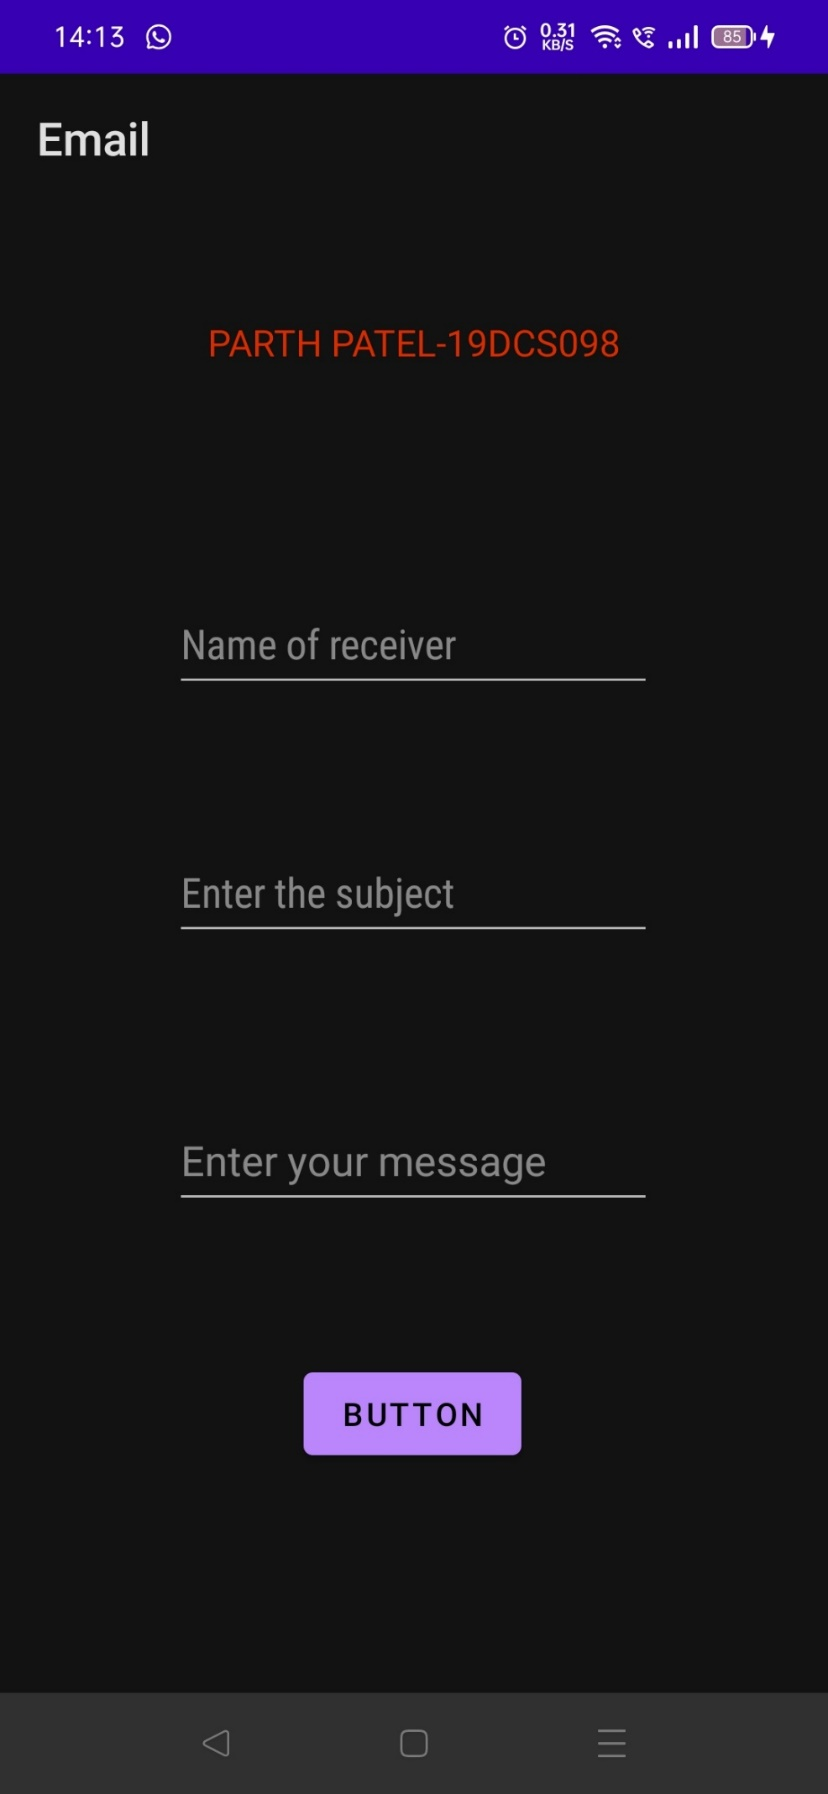 14:13 0.31 KB/S 85
Email
PARTH PATEL-19DCS098
Name of receiver
Enter the subject
Enter your message
BUTTON